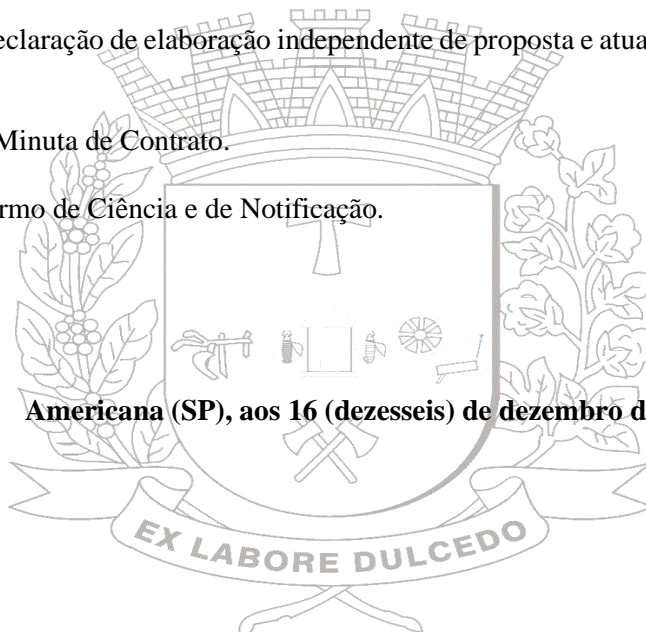 eclaração de elaboração independente de proposta e atua
Minuta de Contrato.
rmo de Ciência e de Notificação.
Americana (SP), aos 16 (dezesseis) de dezembro d
EX LABORE DULCEDO